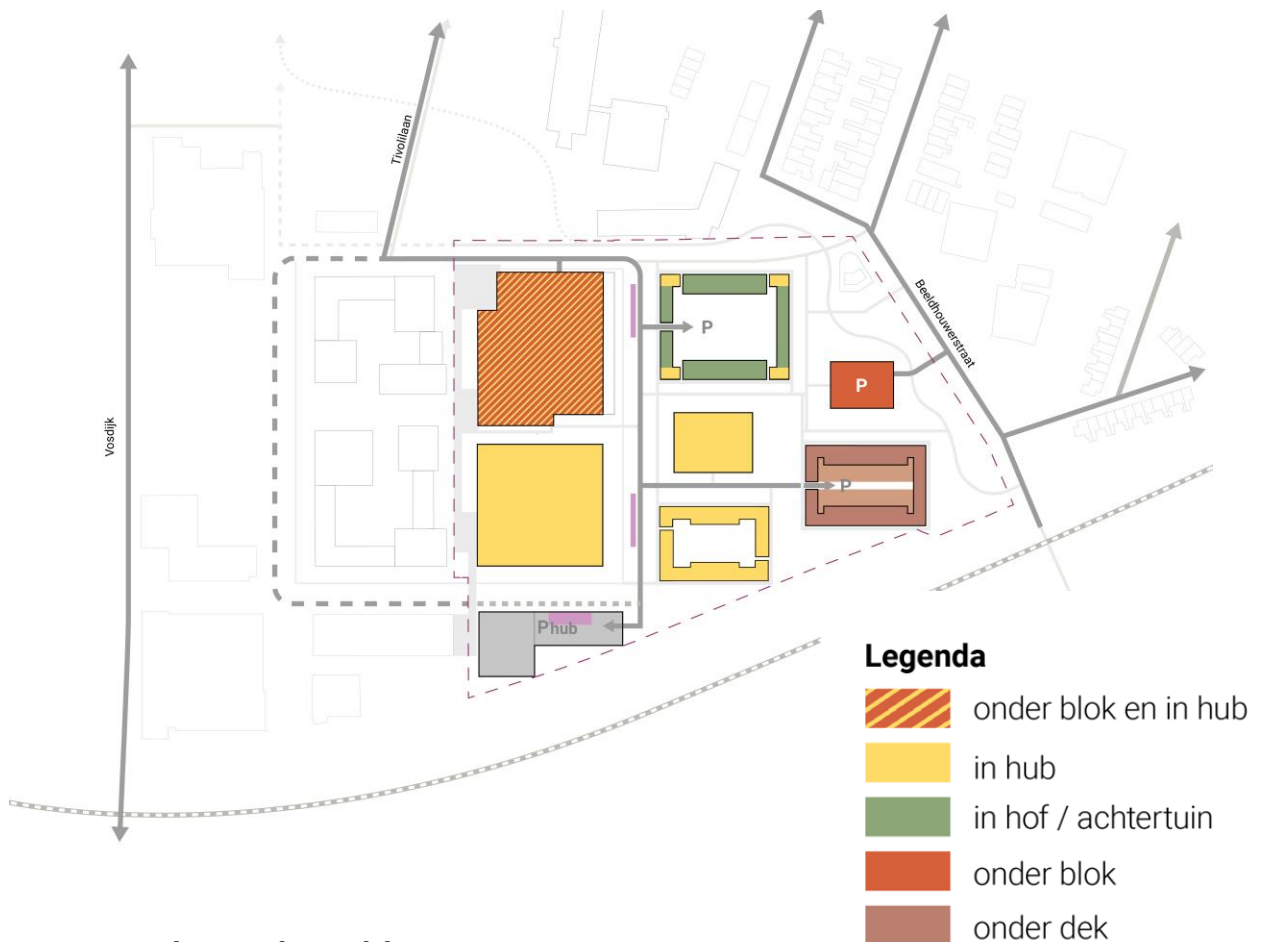 Tivolilaan
Beeldhouwerstraat
Vosdijk
P
P
P
Phub
Legenda
onder blok en in hub
in hub
in hof / achtertuin
onder blok
onder dek